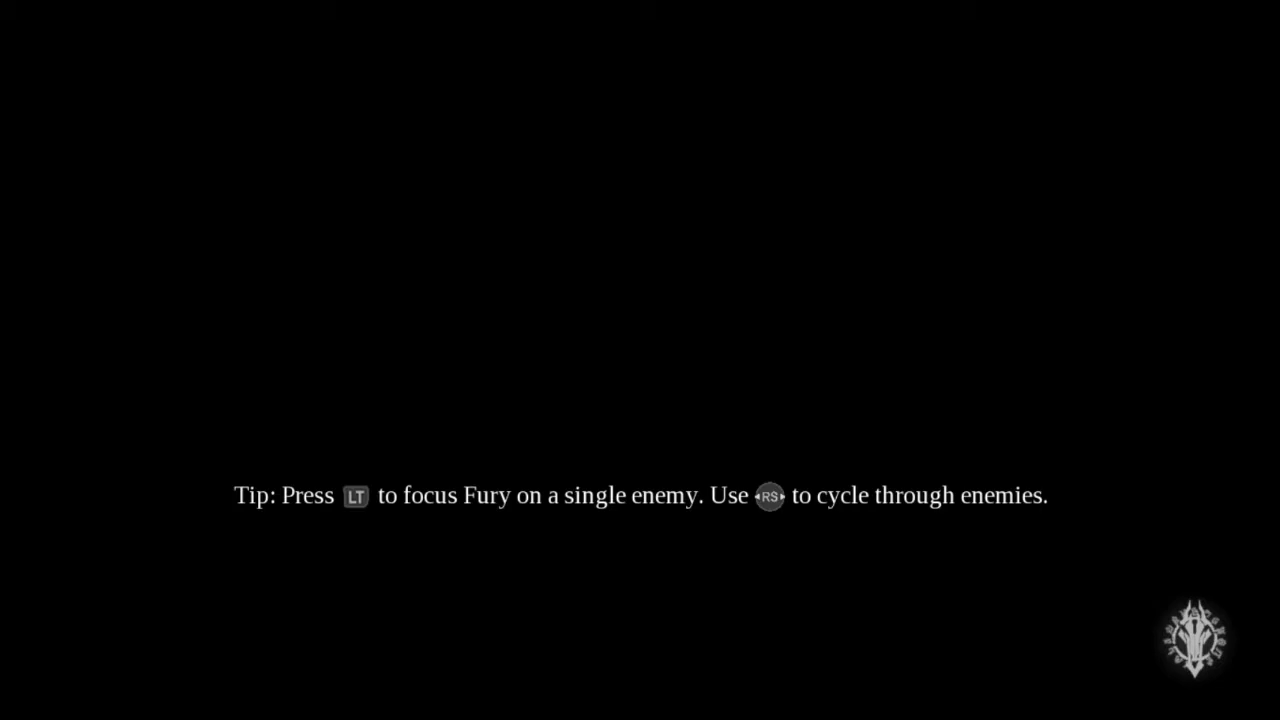 Tip: Press LT to focus Fury on a single enemy. Use RS to cycle through enemies.